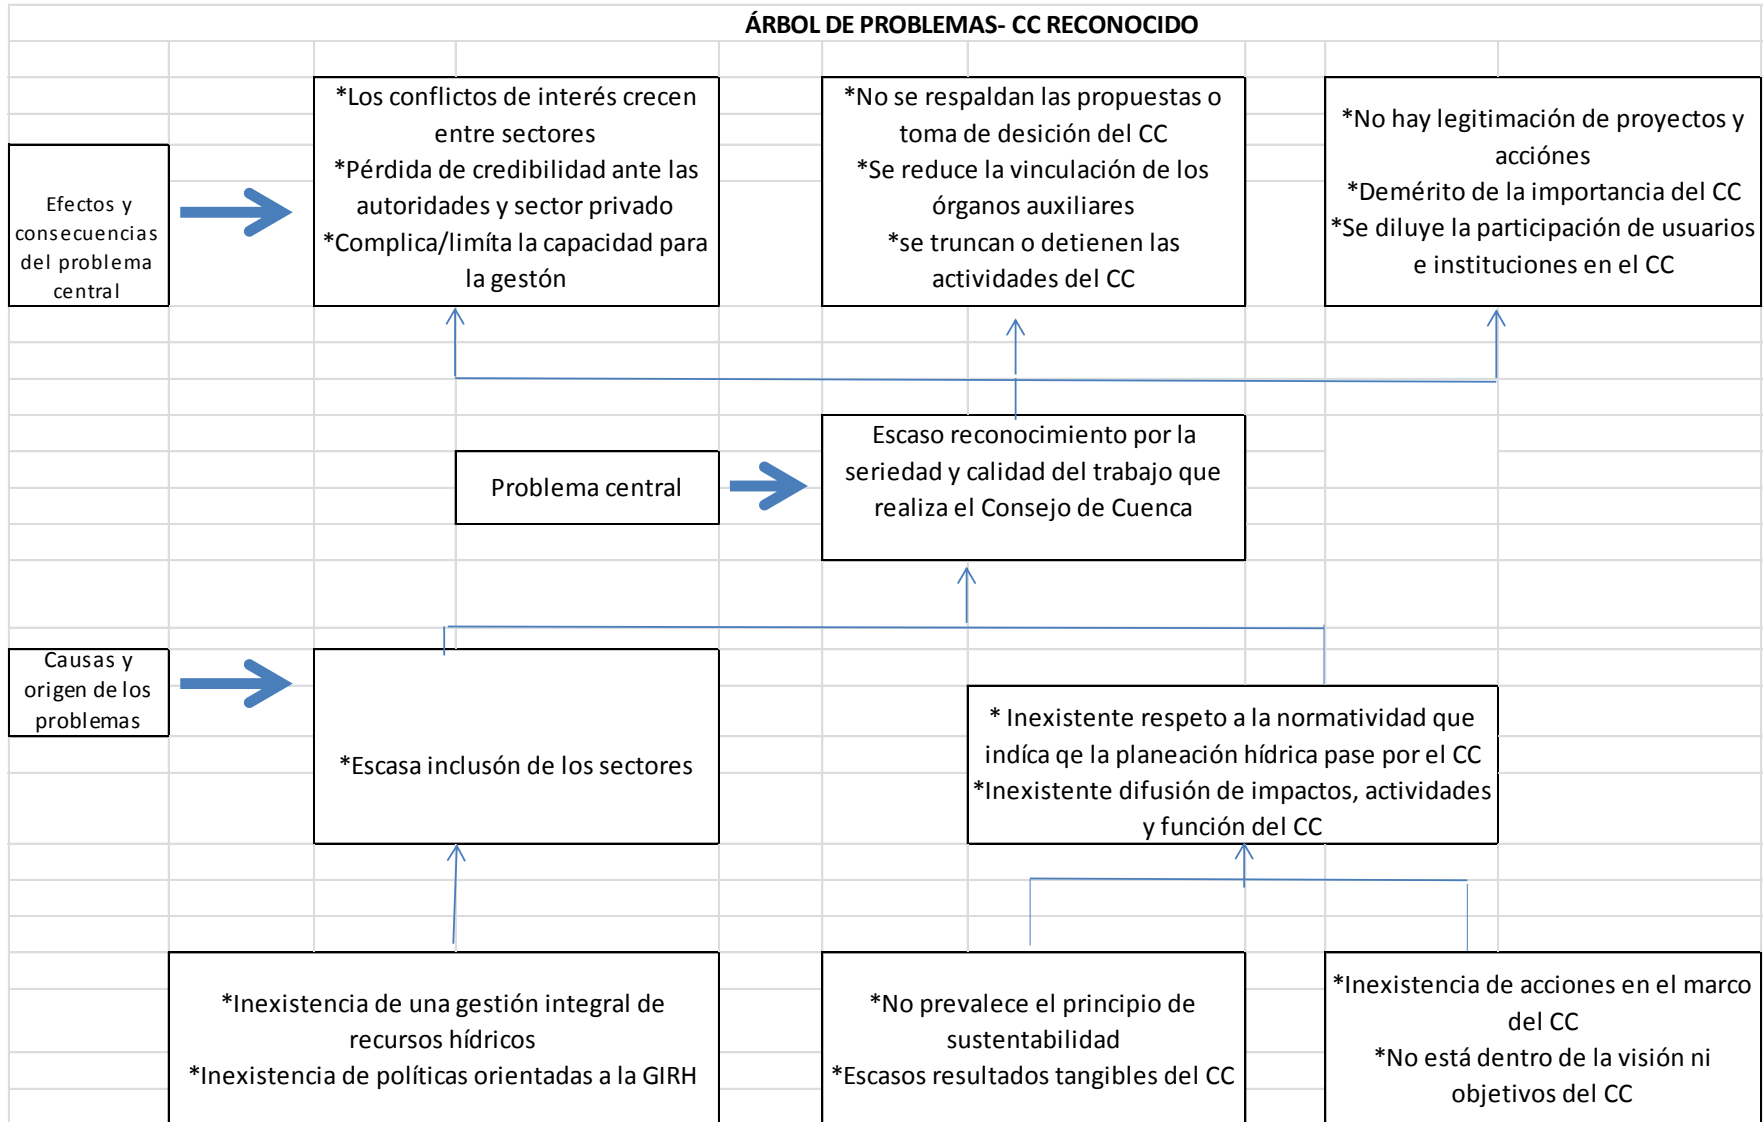 ÁRBOL DE PROBLEMAS- CC RECONOCIDO
Efectos y
consecuencias
del problema
central
*Los conflictos de interés crecen
entre sectores
*Pérdida de credibilidad ante las
autoridades y sector privado
*Complica/limíta la capacidad para
la gestón
*No se respaldan las propuestas o
toma de desición del CC
*Se reduce la vinculación de los
órganos auxiliares
*se truncan o detienen las
actividades del CC
*No hay legitimación de proyectos y
acciónes
*Demérito de la importancia del CC
*Se diluye la participación de usuarios
e instituciones en el CC
Problema central
Escaso reconocimiento por la
seriedad y calidad del trabajo que
realiza el Consejo de Cuenca
Causas y
origen de los
problemas
*Escasa inclusón de los sectores
* Inexistente respeto a la normatividad que
indíca qe la planeación hídrica pase por el CC
*Inexistente difusión de impactos, actividades
y función del CC
*Inexistencia de una gestión integral de
recursos hídricos
*Inexistencia de políticas orientadas a la GIRH
*No prevalece el principio de
sustentabilidad
*Escasos resultados tangibles del CC
*Inexistencia de acciones en el marco
del CC
*No está dentro de la visión ni
objetivos del CC